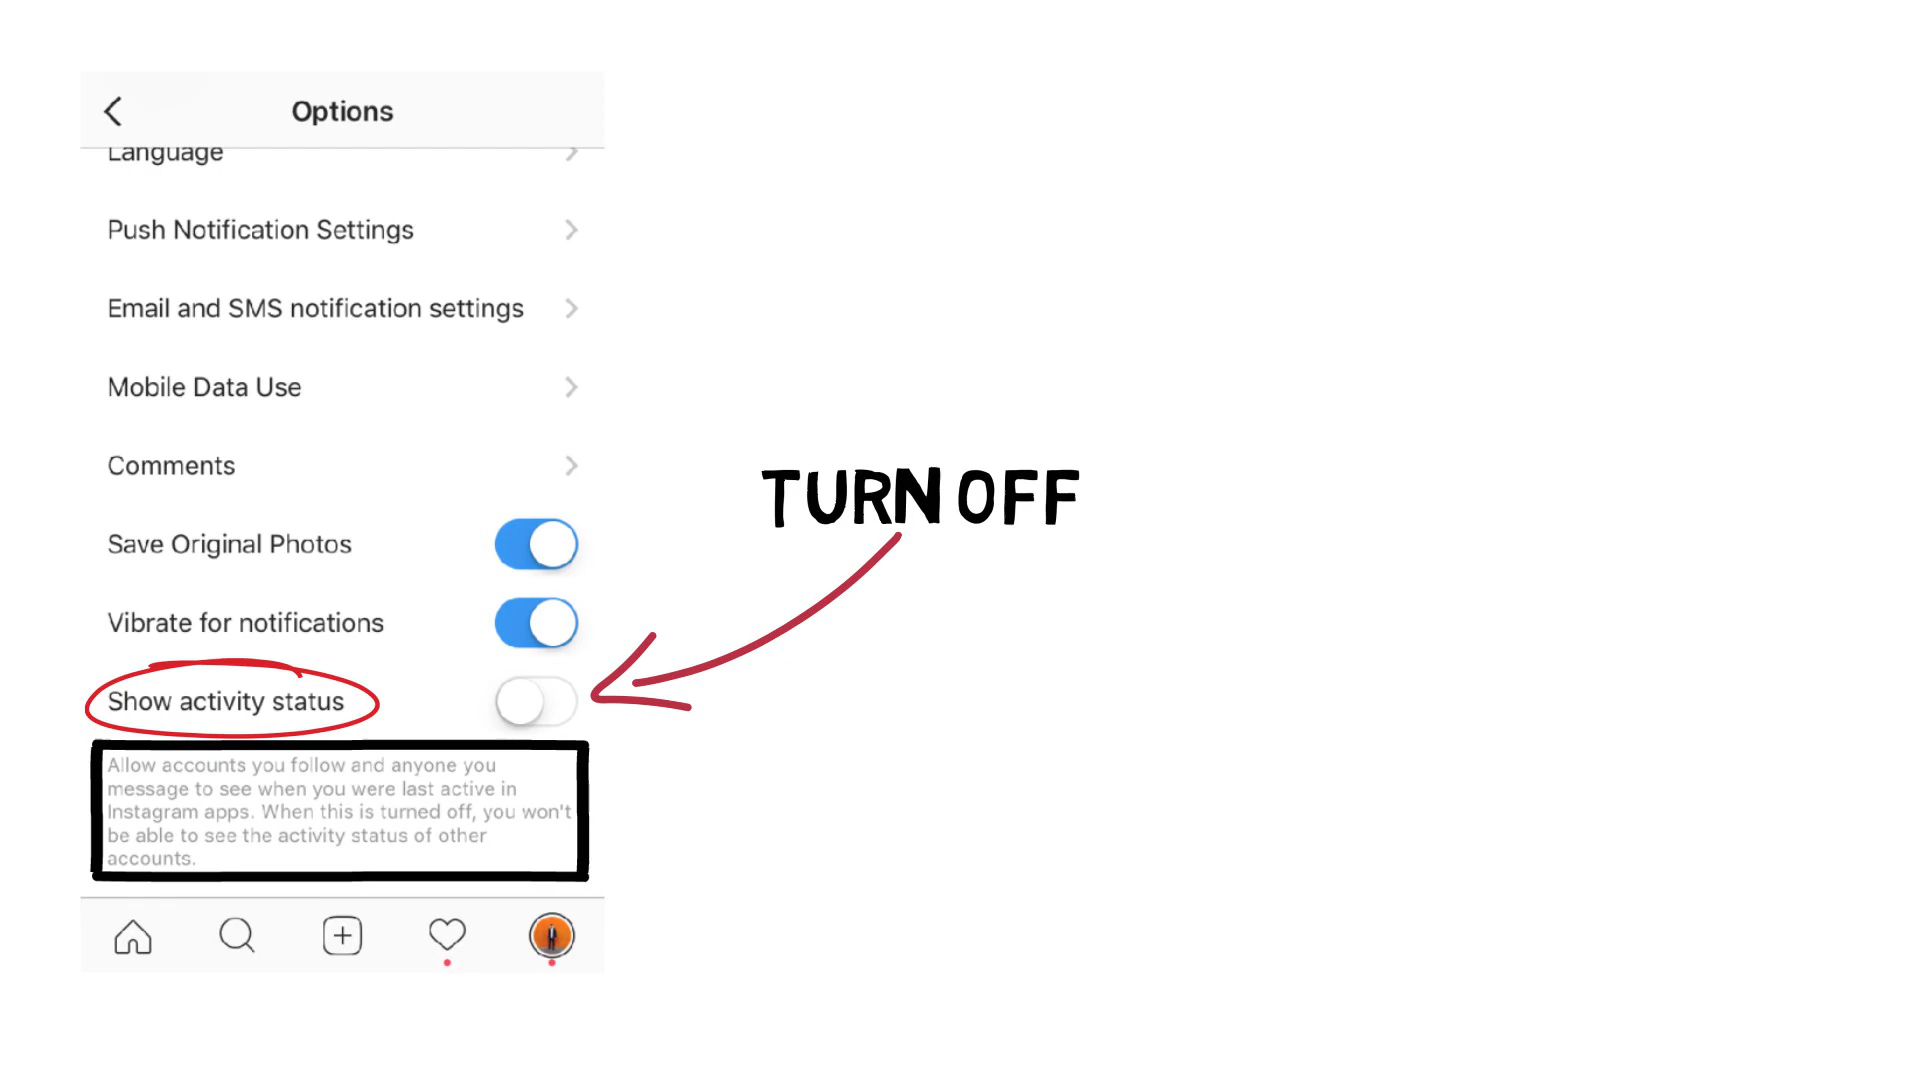 Options
Language
Push Notification Settings
Email and SMS notification settings
Mobile Data Use
Comments
TURN OFF
Save Original Photos
Vibrate for notifications
Show activity status
Allow accounts you follow and anyone you
message to see when you were last active in
Instagram apps. When this is turned off, you won't
be able to see the activity status of other
accounts.